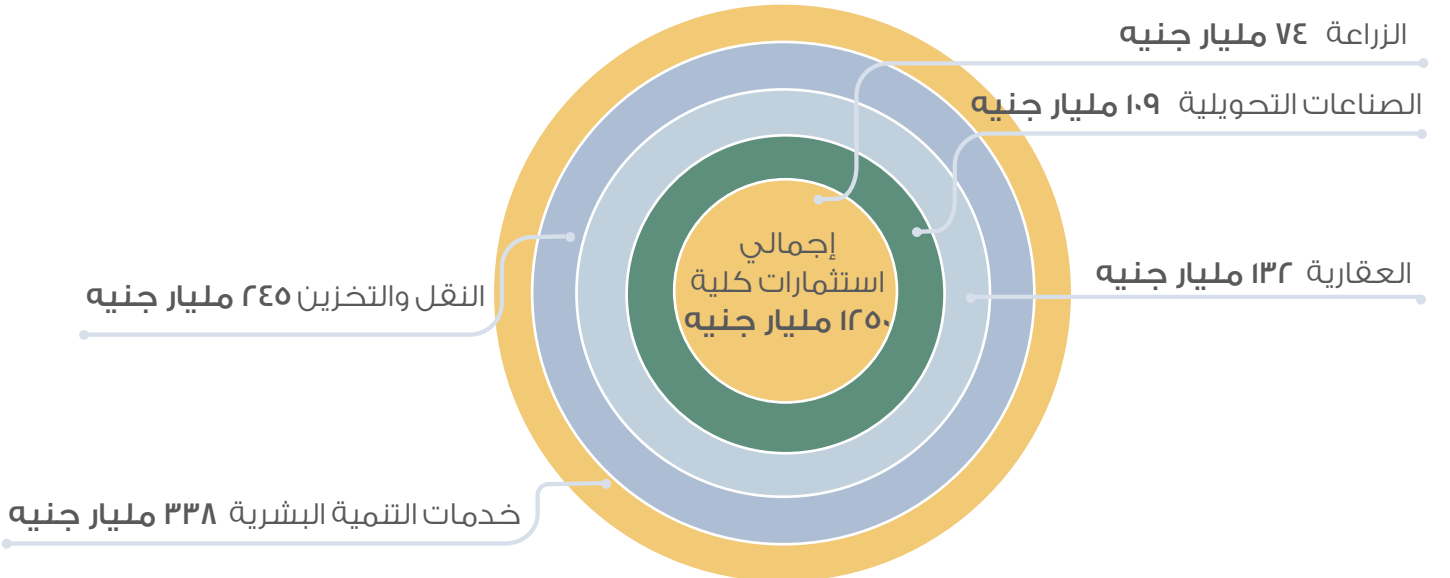 الزراعة ٧٤ مليار جنيه
الصناعات التحويلية ١٠٩ مليار جنيه
العقارية ١٣٢ مليار جنيه
إجمالي
استثمارات كلية
١٢٥٠ مليار جنيه
النقل والتخزين ٢٤٥ مليار جنيه
خدمات التنمية البشرية ٣٣٨ مليار جنيه